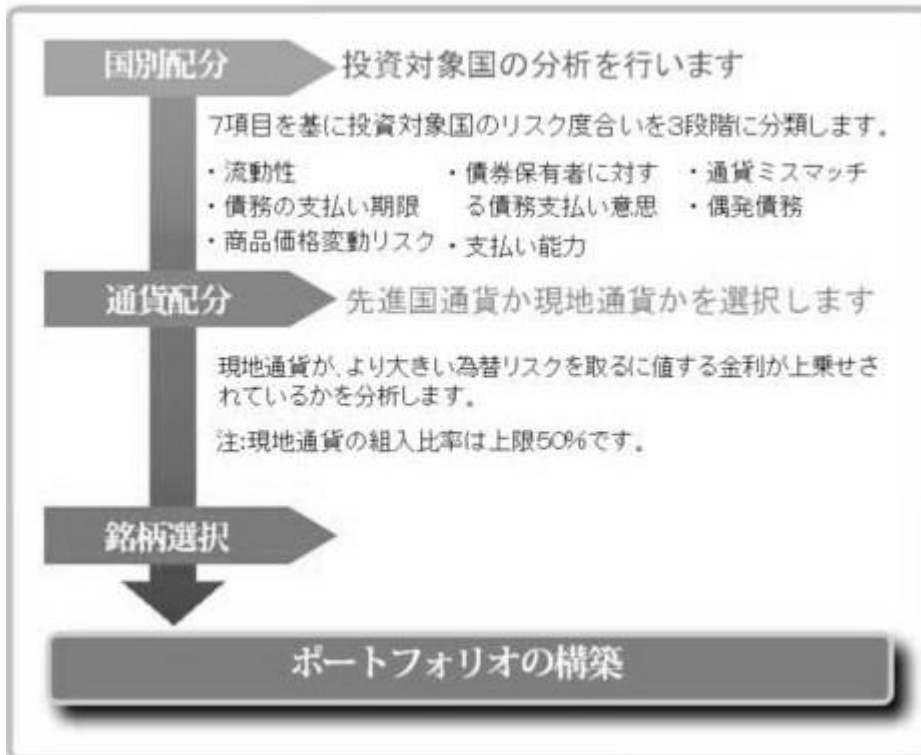 国別配分
投資対象国の分析を行います
7項目を基に投資対象国のリスク度合いを3段階に分類します。
・流動性
・債務の支払い期限
・商品価格変動リスク
・債券保有者に対す
る債務支払い意思
・支払い能力
・通貨ミスマッチ
・偶発債務
通貨配分
先進国通貨か現地通貨かを選択します
現地通貨が、より大きい為替リスクを取るに値する金利が上乗せさ
れているかを分析します。
注:現地通貨の組入比率は上限50%です。
銘柄選択
ポートフォリオの構築